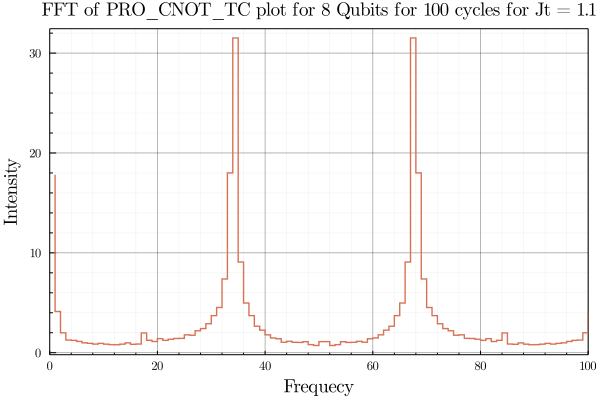 FFT of PRO_CNOT_TC plot for 8 Qubits for 100 cycles for Jt = 1.1
30
20
10
0
Intensity
0 20 40 60 80 100
Frequecy